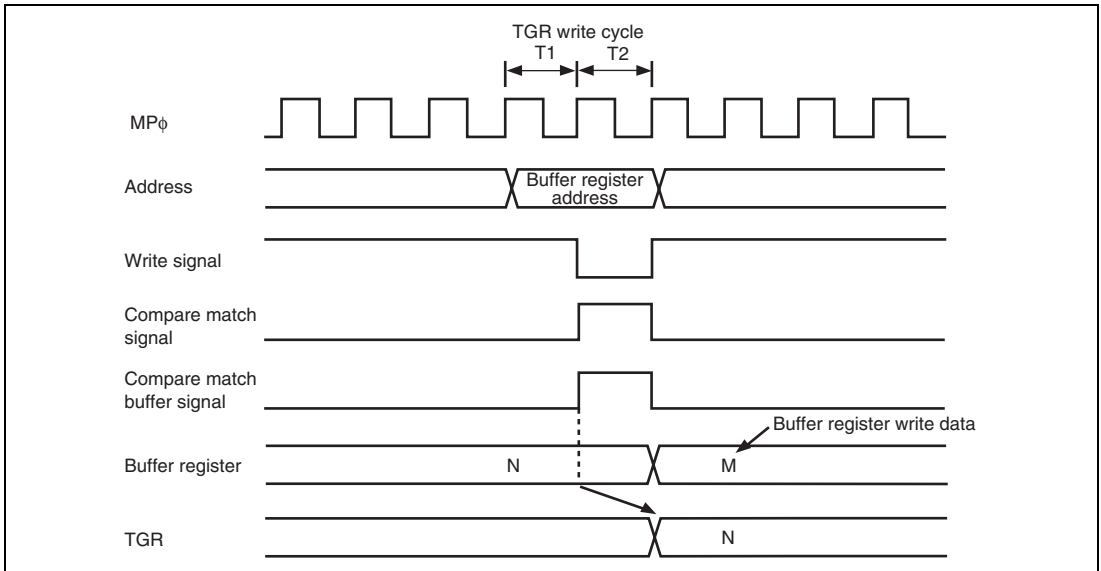 TGR write cycle
T1 T2
MPϕ
Address
Buffer register
address
Write signal
Compare match
signal
Compare match
buffer signal
Buffer register write data
Buffer register
N M
TGR
N